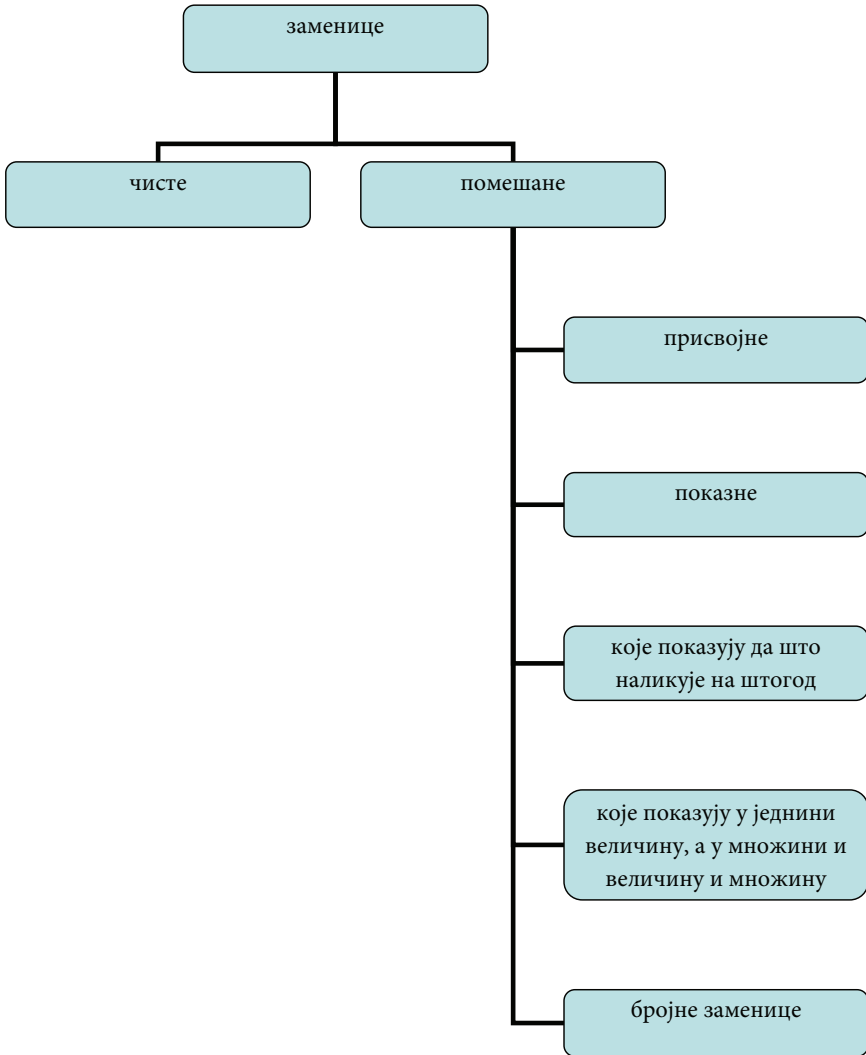 заменице
чисте
помешане
присвојне
показне
које показују да што
наликује на штогод
које показују у једнини
величину, а у множини и
величину и множину
бројне заменице